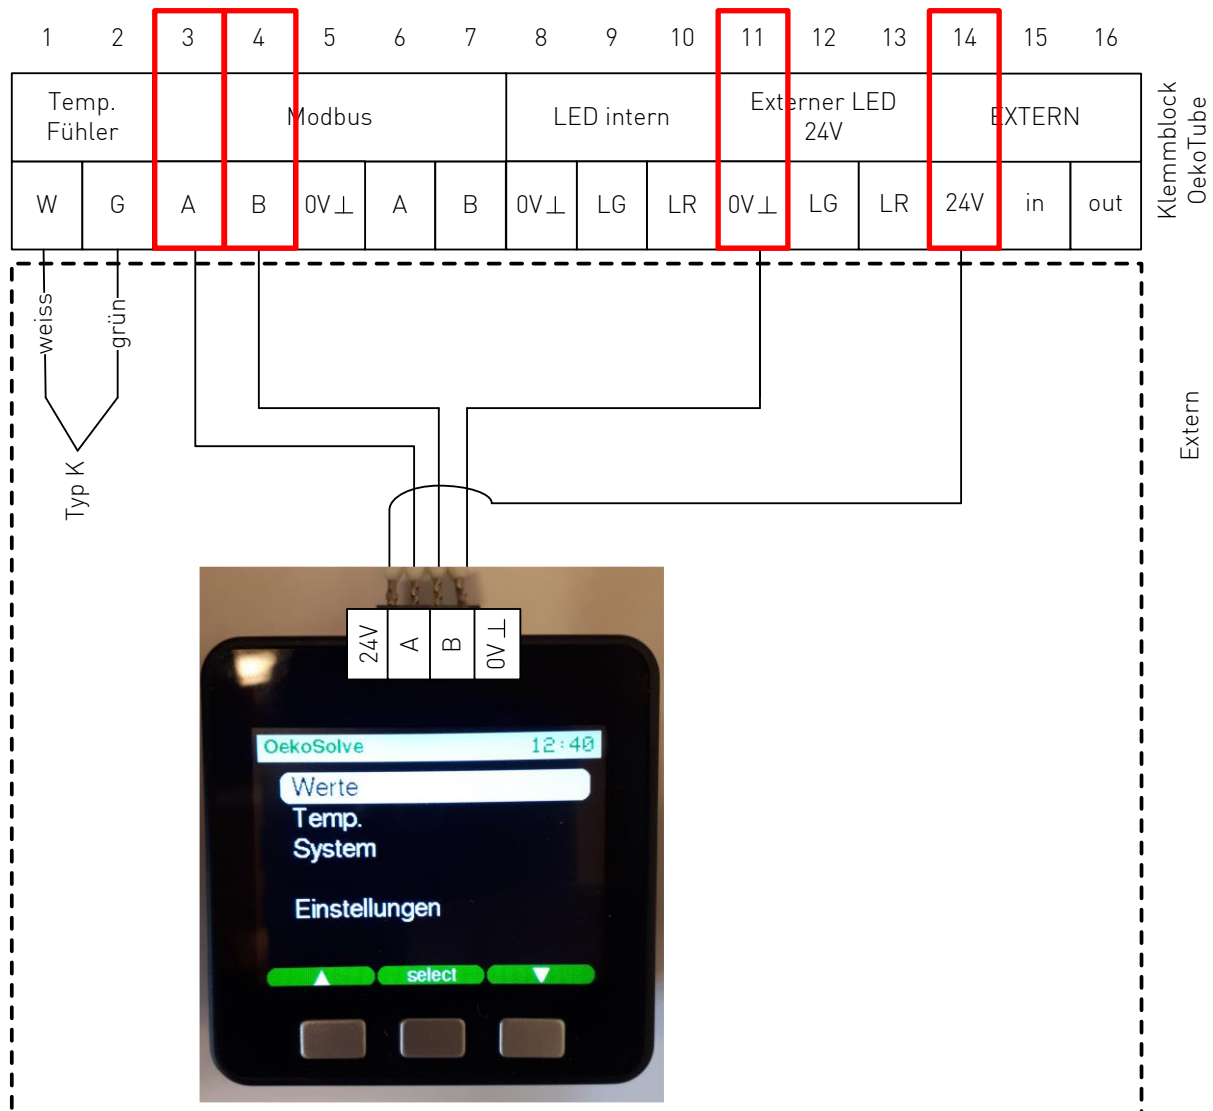 1 2 3 4 5 6 7 8 9 10 11 12 13 14 15 16
Temp.
Fühler
Modbus
LED intern
Externer LED
24V
EXTERN
W G A B 0V⊥ A B 0V⊥ LG LR 0V⊥ LG LR 24V in out
Klemmblock
OekoTube
weiss
grün
Typ K
Extern
24V A B 0V⊥
OekoSolve 12:40
Werte
Temp.
System
Einstellungen
▲ select ▼